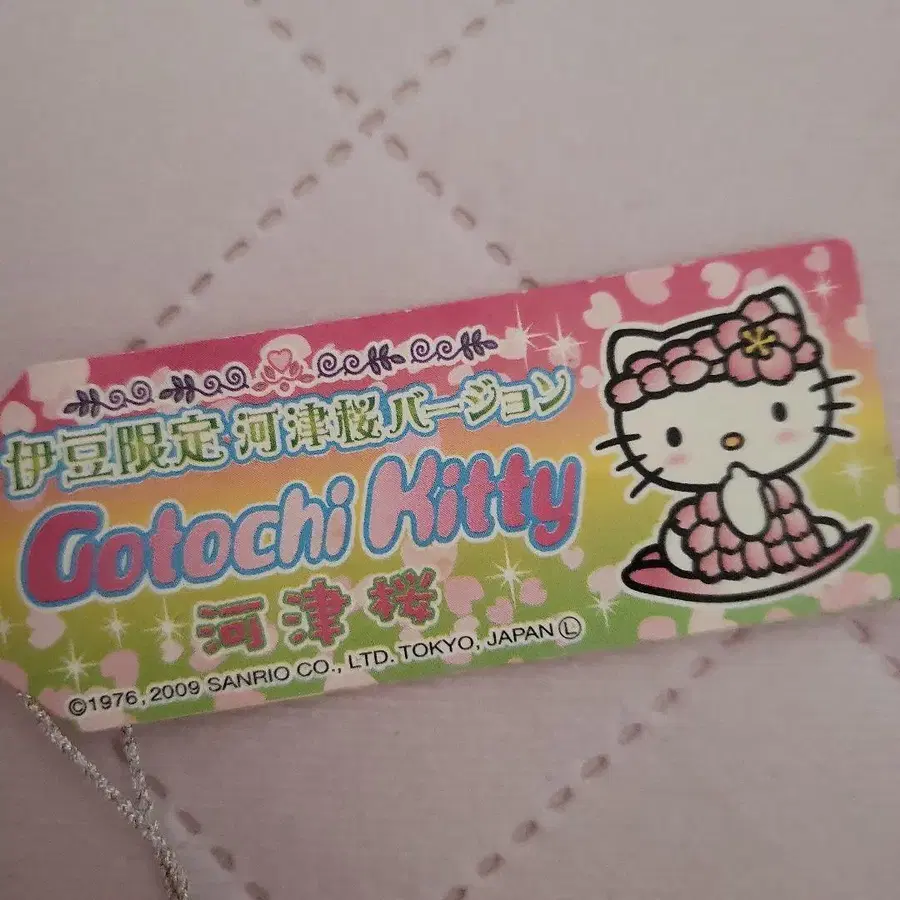 伊豆限定・河津桜バージョン
Gotochi Kitty
河津桜
©1976, 2009 SANRIO CO., LTD. TOKYO, JAPAN Ⓛ